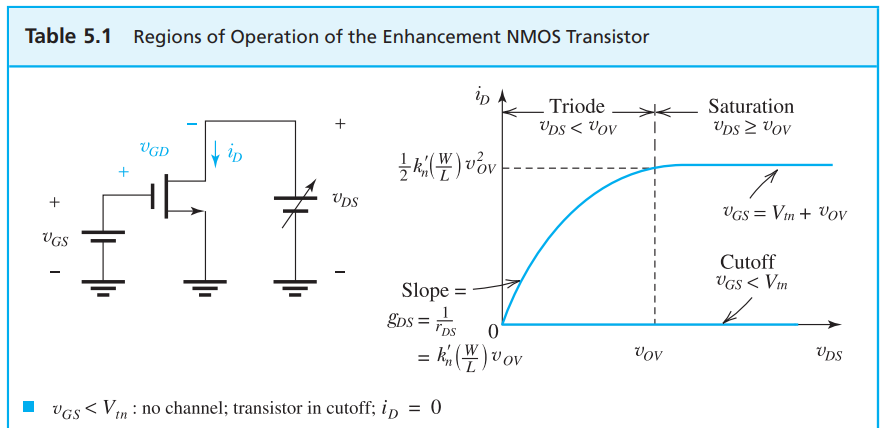 Table 5.1 Regions of Operation of the Enhancement NMOS Transistor
i_D
Triode
v_DS < v_OV
Saturation
v_DS ≥ v_OV
−
+
v_GD
i_D
+
½ k′_n (W/L) v²_OV
+
v_DS
v_GS
v_GS = V_tn + v_OV
−
−
Cutoff
v_GS < V_tn
Slope =
g_DS = 1/r_DS
0
= k′_n (W/L) v_OV
v_OV
v_DS
■ v_GS < V_tn : no channel; transistor in cutoff; i_D = 0